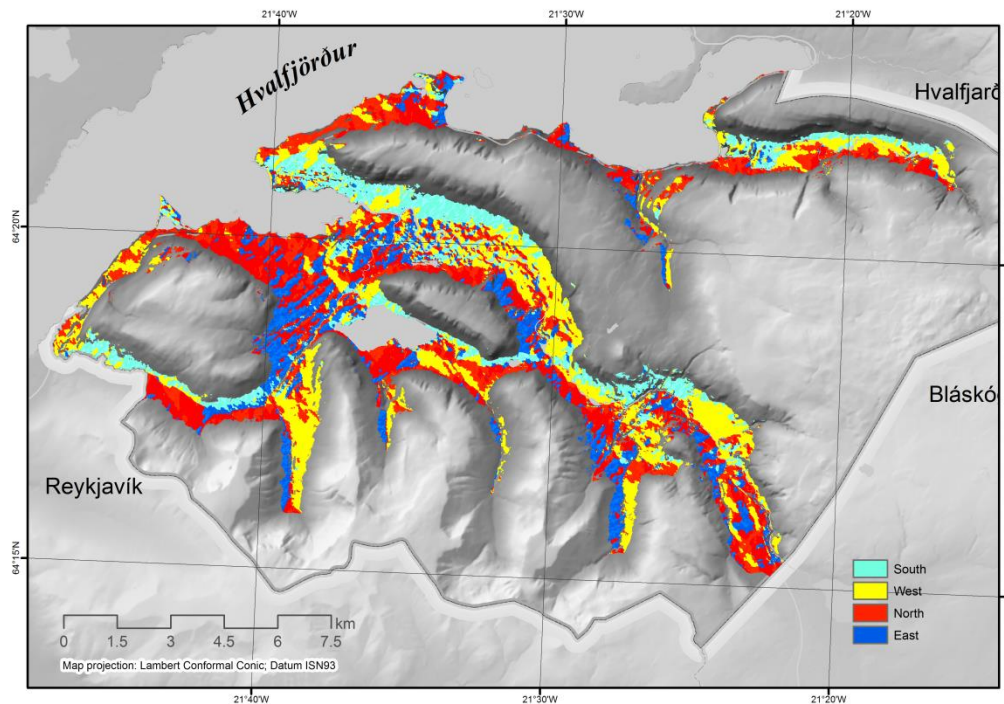 21°40'W
21°30'W
21°20'W
Hvalfjörður
Hvalfjarð
64°20'N
Bláskó
Reykjavík
64°15'N
South
West
North
East
km
0 1.5 3 4.5 6 7.5
Map projection: Lambert Conformal Conic; Datum ISN93
21°40'W
21°30'W
21°20'W